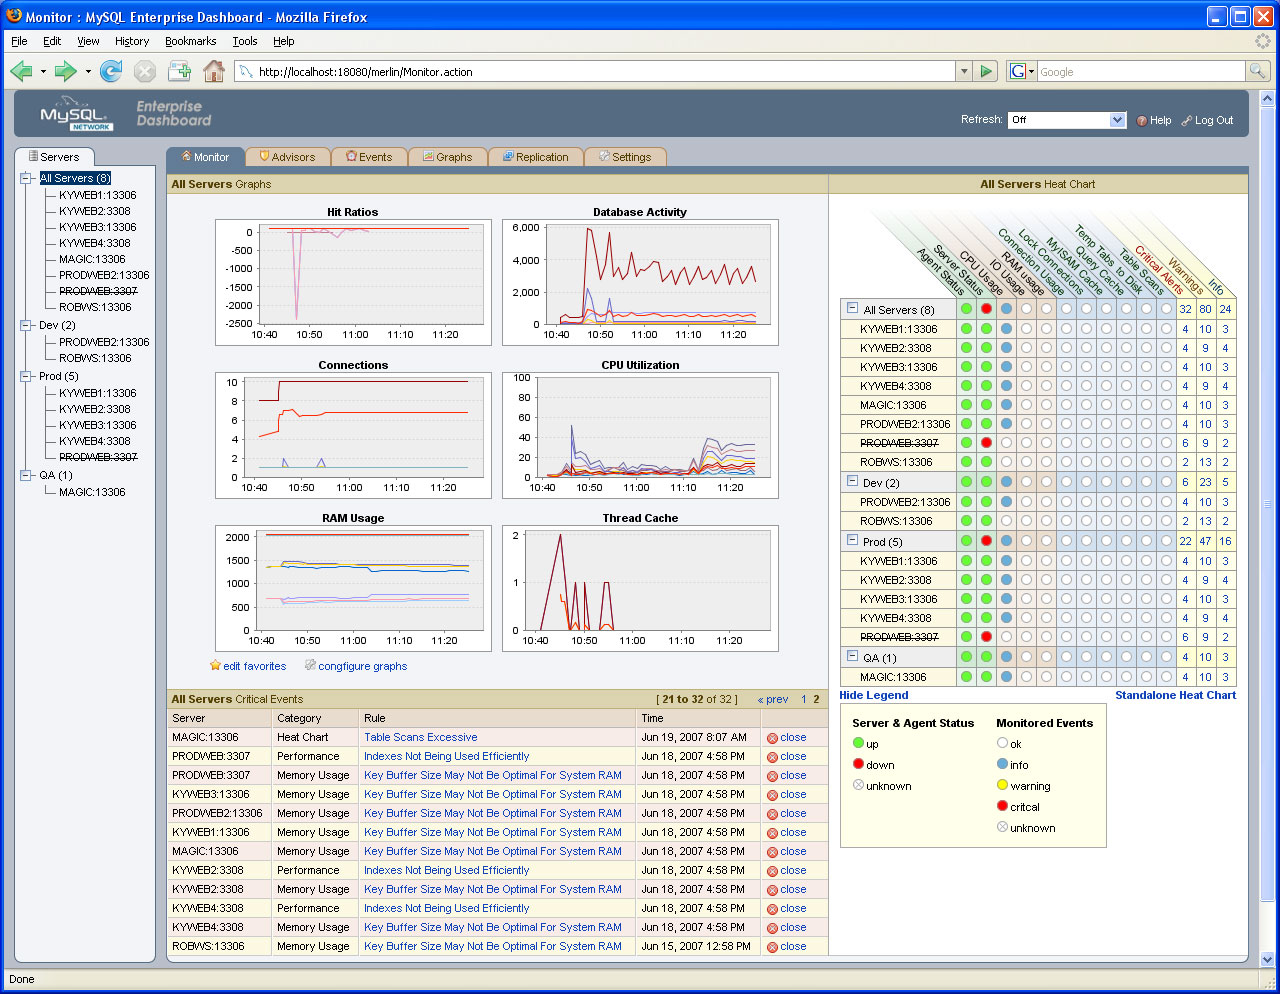 Monitor : MySQL Enterprise Dashboard - Mozilla Firefox
File Edit View History Bookmarks Tools Help
http://localhost:18080/merlin/Monitor.action
G Google
MySQL NETWORK
Enterprise Dashboard
Refresh: Off Help Log Out
Servers
All Servers (8)
KYWEB1:13306
KYWEB2:3308
KYWEB3:13306
KYWEB4:3308
MAGIC:13306
PRODWEB2:13306
PRODWEB:3307
ROBWS:13306
Dev (2)
PRODWEB2:13306
ROBWS:13306
Prod (5)
KYWEB1:13306
KYWEB2:3308
KYWEB3:13306
KYWEB4:3308
PRODWEB:3307
QA (1)
MAGIC:13306
Monitor Advisors Events Graphs Replication Settings
All Servers Graphs
Hit Ratios
0
-500
-1000
-1500
-2000
-2500
10:40 10:50 11:00 11:10 11:20
Database Activity
6,000
4,000
2,000
0
10:40 10:50 11:00 11:10 11:20
Connections
10
8
6
4
2
0
10:40 10:50 11:00 11:10 11:20
CPU Utilization
100
80
60
40
20
0
10:40 10:50 11:00 11:10 11:20
RAM Usage
2000
1500
1000
500
0
10:40 10:50 11:00 11:10 11:20
Thread Cache
2
1
0
10:40 10:50 11:00 11:10 11:20
edit favorites congfigure graphs
All Servers Critical Events [ 21 to 32 of 32 ] « prev 1 2
Server Category Rule Time
MAGIC:13306 Heat Chart Table Scans Excessive Jun 19, 2007 8:07 AM close
PRODWEB:3307 Performance Indexes Not Being Used Efficiently Jun 18, 2007 4:58 PM close
PRODWEB:3307 Memory Usage Key Buffer Size May Not Be Optimal For System RAM Jun 18, 2007 4:58 PM close
KYWEB3:13306 Memory Usage Key Buffer Size May Not Be Optimal For System RAM Jun 18, 2007 4:58 PM close
PRODWEB2:13306 Memory Usage Key Buffer Size May Not Be Optimal For System RAM Jun 18, 2007 4:58 PM close
KYWEB1:13306 Memory Usage Key Buffer Size May Not Be Optimal For System RAM Jun 18, 2007 4:58 PM close
MAGIC:13306 Memory Usage Key Buffer Size May Not Be Optimal For System RAM Jun 18, 2007 4:58 PM close
KYWEB2:3308 Performance Indexes Not Being Used Efficiently Jun 18, 2007 4:58 PM close
KYWEB2:3308 Memory Usage Key Buffer Size May Not Be Optimal For System RAM Jun 18, 2007 4:58 PM close
KYWEB4:3308 Performance Indexes Not Being Used Efficiently Jun 18, 2007 4:58 PM close
KYWEB4:3308 Memory Usage Key Buffer Size May Not Be Optimal For System RAM Jun 18, 2007 4:58 PM close
ROBWS:13306 Memory Usage Key Buffer Size May Not Be Optimal For System RAM Jun 15, 2007 12:58 PM close
All Servers Heat Chart
Agent Status
Server Status
CPU Usage
IO Usage
RAM usage
Connection Usage
Lock Connections
MyISAM Cache
Query Cache
Temp Tabs to Disk
Table Scans
Critical Alerts
Warnings
Info
All Servers (8) 32 80 24
KYWEB1:13306 4 10 3
KYWEB2:3308 4 9 4
KYWEB3:13306 4 10 3
KYWEB4:3308 4 9 4
MAGIC:13306 4 10 3
PRODWEB2:13306 4 10 3
PRODWEB:3307 6 9 2
ROBWS:13306 2 13 2
Dev (2) 6 23 5
PRODWEB2:13306 4 10 3
ROBWS:13306 2 13 2
Prod (5) 22 47 16
KYWEB1:13306 4 10 3
KYWEB2:3308 4 9 4
KYWEB3:13306 4 10 3
KYWEB4:3308 4 9 4
PRODWEB:3307 6 9 2
QA (1) 4 10 3
MAGIC:13306 4 10 3
Hide Legend Standalone Heat Chart
Server & Agent Status
up
down
unknown
Monitored Events
ok
info
warning
critcal
unknown
Done